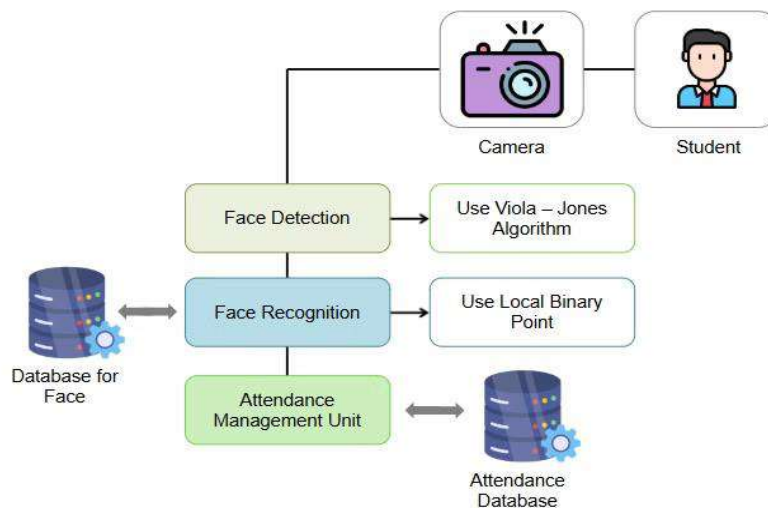 Camera
Student
Face Detection
Use Viola – Jones
Algorithm
Face Recognition
Use Local Binary
Point
Database for
Face
Attendance
Management Unit
Attendance
Database